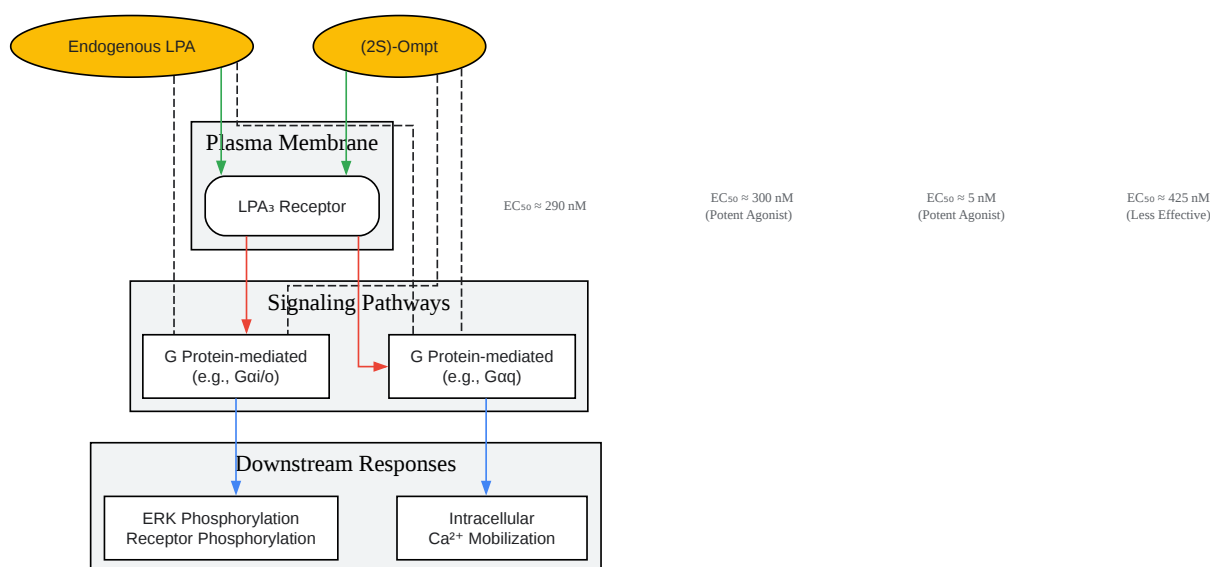 Endogenous LPA
(2S)-Ompt
Plasma Membrane
LPA₃ Receptor
EC₅₀ ≈ 290 nM
EC₅₀ ≈ 300 nM
(Potent Agonist)
EC₅₀ ≈ 5 nM
(Potent Agonist)
EC₅₀ ≈ 425 nM
(Less Effective)
Signaling Pathways
G Protein-mediated
(e.g., Gαi/o)
G Protein-mediated
(e.g., Gαq)
Downstream Responses
ERK Phosphorylation
Receptor Phosphorylation
Intracellular
Ca²⁺ Mobilization